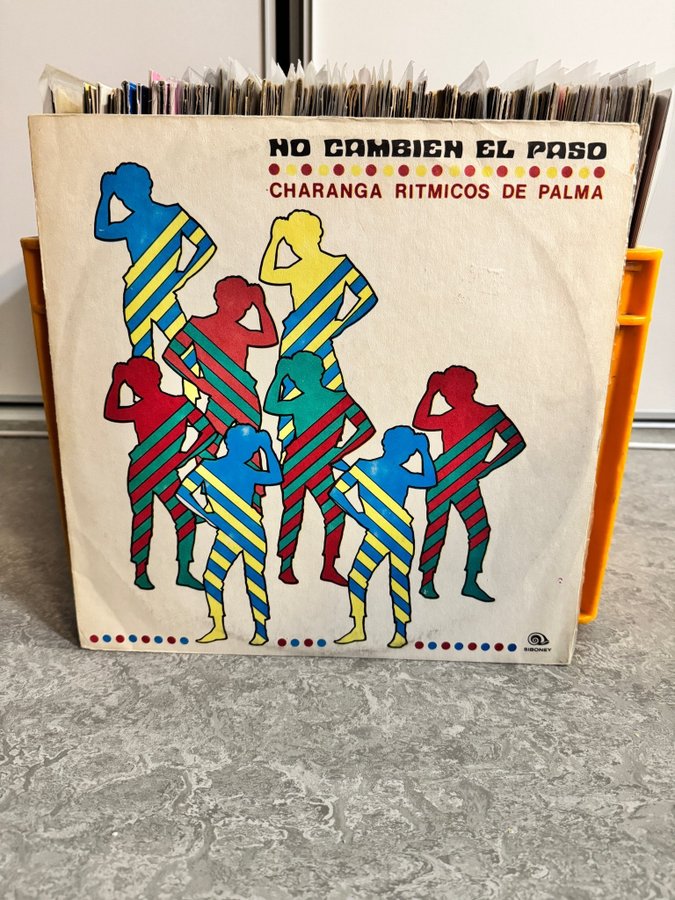 NO CAMBIEN EL PASO
CHARANGA RITMICOS DE PALMA
SIBONEY